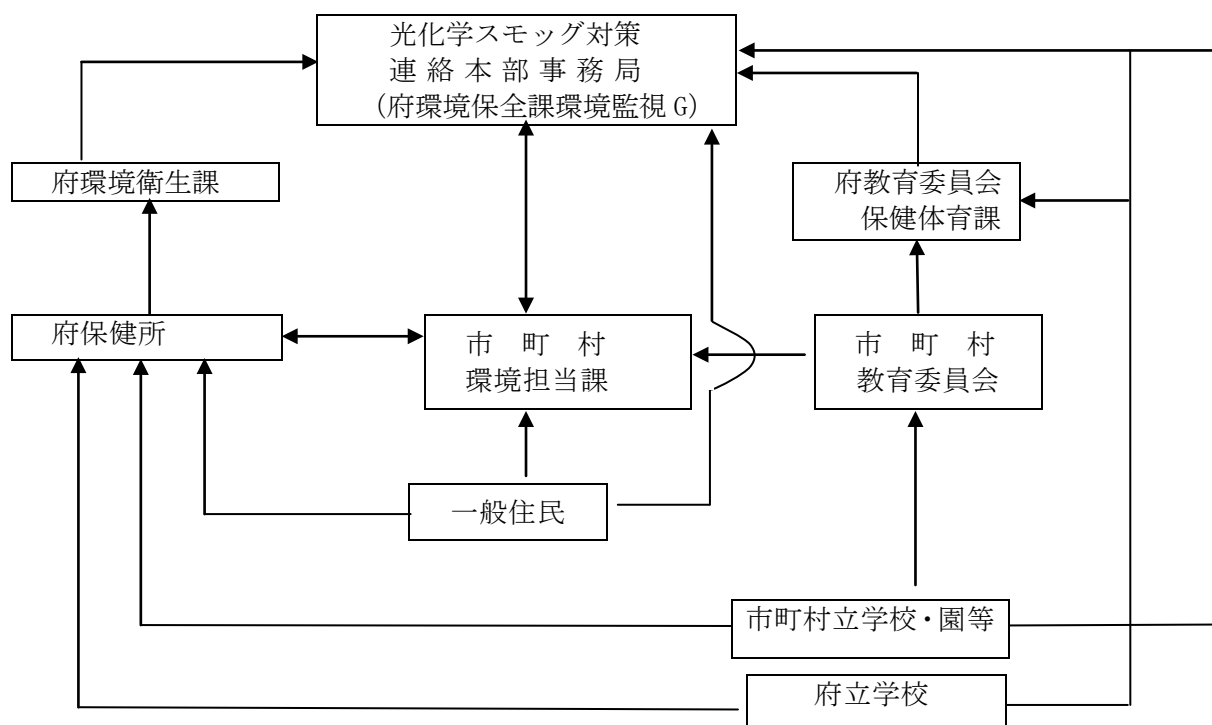 光化学スモッグ対策
連絡本部事務局
(府環境保全課環境監視G)
府環境衛生課
府教育委員会
保健体育課
府保健所
市町村
環境担当課
市町村
教育委員会
一般住民
市町村立学校・園等
府立学校